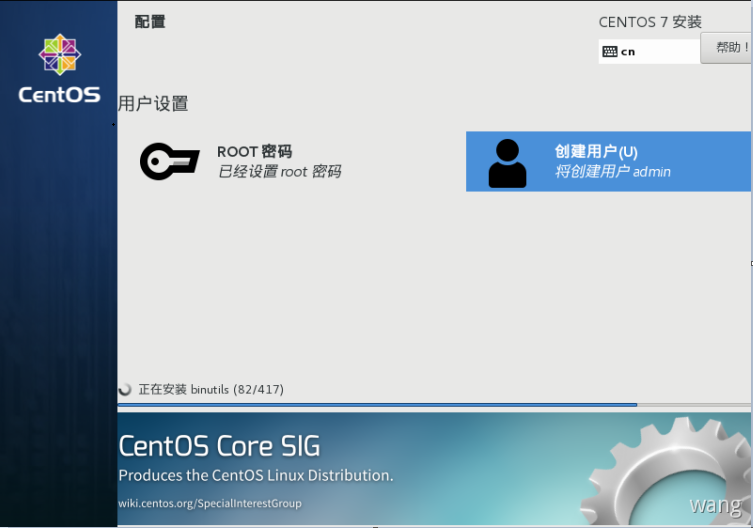 配置
CENTOS 7 安装
cn
帮助！
CentOS
用户设置
ROOT 密码
已经设置 root 密码
创建用户(U)
将创建用户 admin
正在安装 binutils (82/417)
CentOS Core SIG
Produces the CentOS Linux Distribution.
wiki.centos.org/SpecialInterestGroup
wang